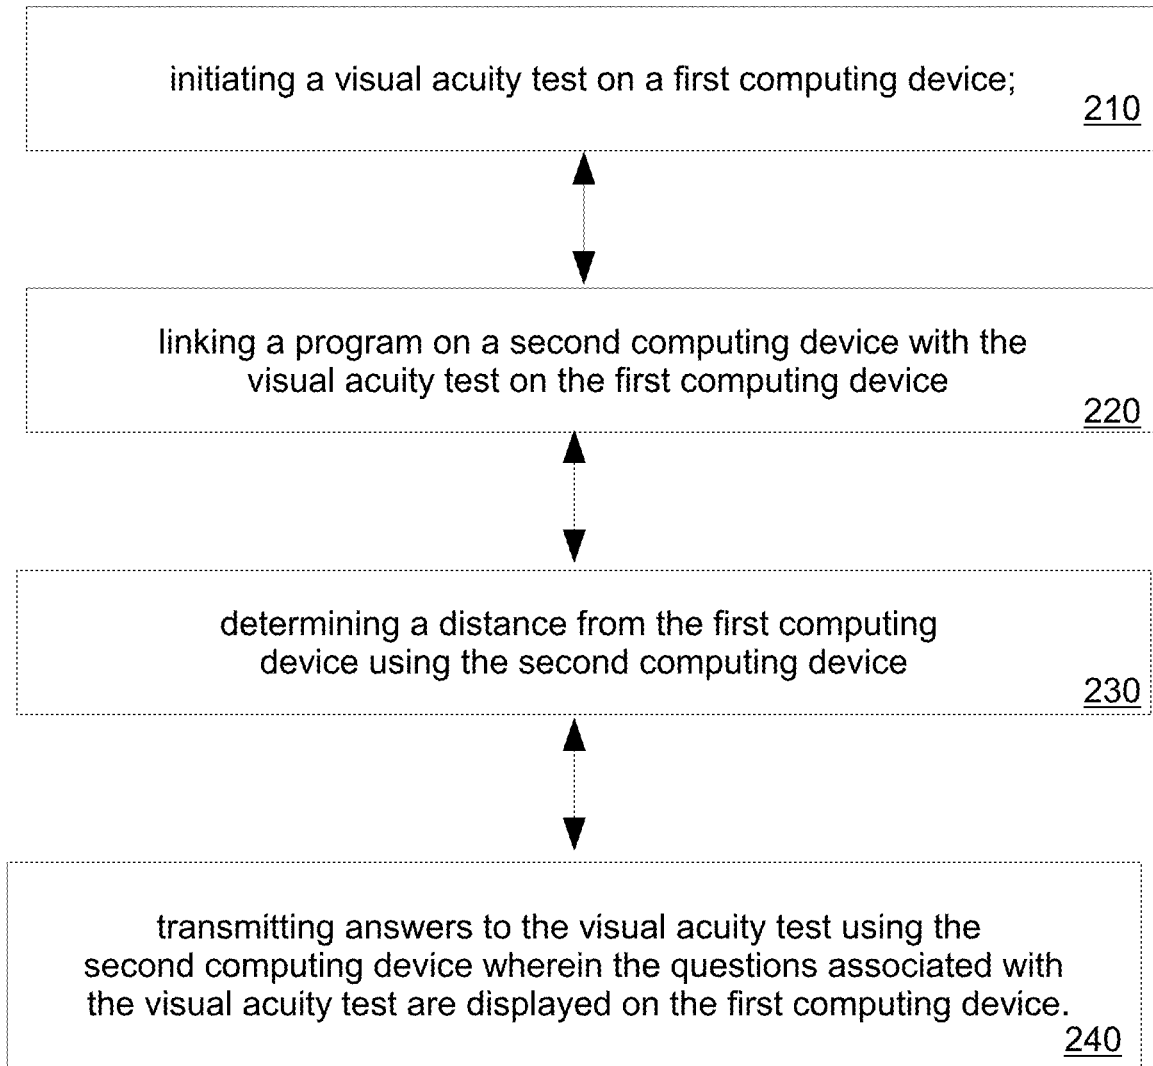 initiating a visual acuity test on a first computing device;
210
linking a program on a second computing device with the
visual acuity test on the first computing device
220
determining a distance from the first computing
device using the second computing device
230
transmitting answers to the visual acuity test using the
second computing device wherein the questions associated with
the visual acuity test are displayed on the first computing device.
240